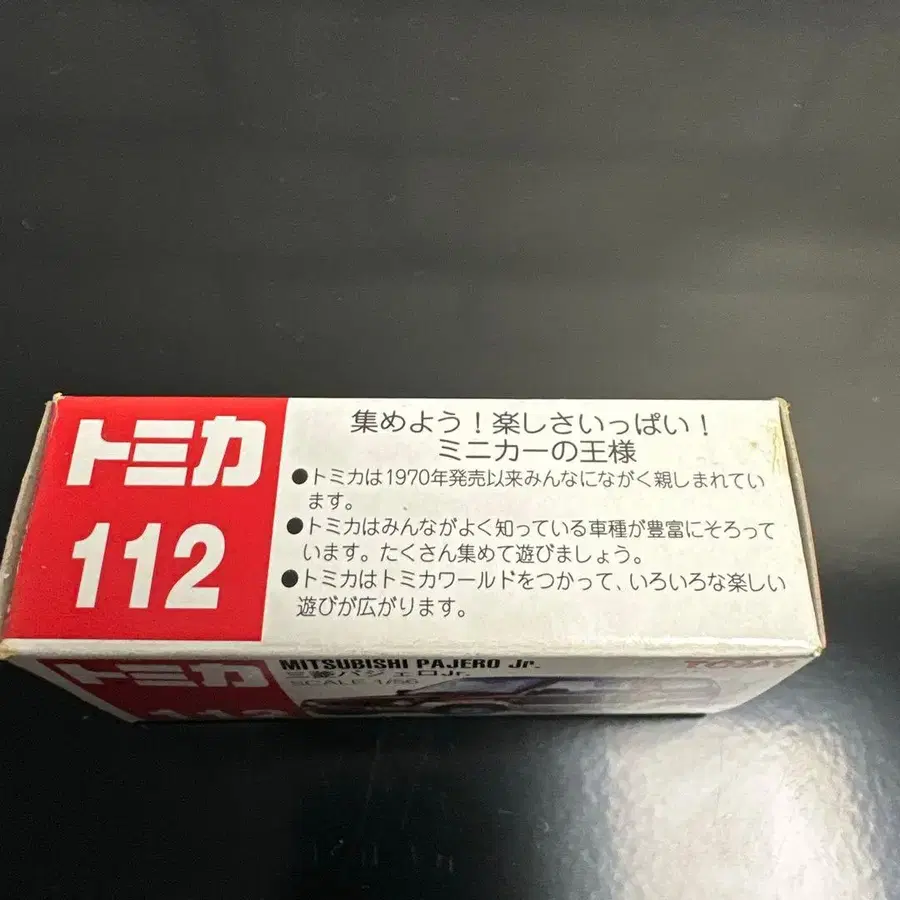 トミカ
112
集めよう！楽しさいっぱい！
ミニカーの王様
●トミカは1970年発売以来みんなにながく親しまれてい
ます。
●トミカはみんながよく知っている車種が豊富にそろって
います。たくさん集めて遊びましょう。
●トミカはトミカワールドをつかって、いろいろな楽しい
遊びが広がります。
トミカ
112
MITSUBISHI PAJERO Jr.
三菱パジェロJr.
SCALE 1/56
TOMY